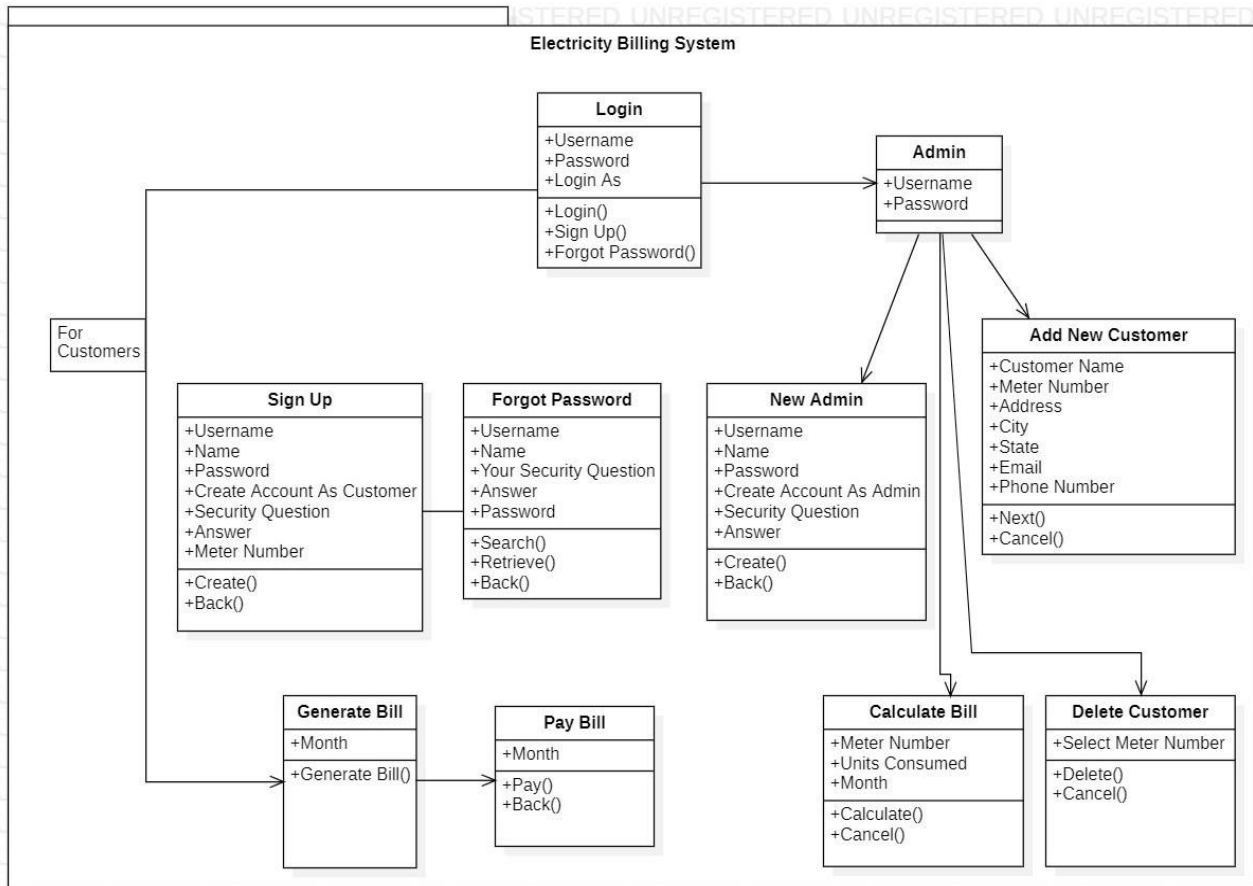 ISTERED UNREGISTERED UNREGISTERED UNREGISTERED
Electricity Billing System
Login
+Username
+Password
+Login As
+Login()
+Sign Up()
+Forgot Password()
Admin
+Username
+Password
For
Customers
Sign Up
+Username
+Name
+Password
+Create Account As Customer
+Security Question
+Answer
+Meter Number
+Create()
+Back()
Forgot Password
+Username
+Name
+Your Security Question
+Answer
+Password
+Search()
+Retrieve()
+Back()
New Admin
+Username
+Name
+Password
+Create Account As Admin
+Security Question
+Answer
+Create()
+Back()
Add New Customer
+Customer Name
+Meter Number
+Address
+City
+State
+Email
+Phone Number
+Next()
+Cancel()
Generate Bill
+Month
+Generate Bill()
Pay Bill
+Month
+Pay()
+Back()
Calculate Bill
+Meter Number
+Units Consumed
+Month
+Calculate()
+Cancel()
Delete Customer
+Select Meter Number
+Delete()
+Cancel()